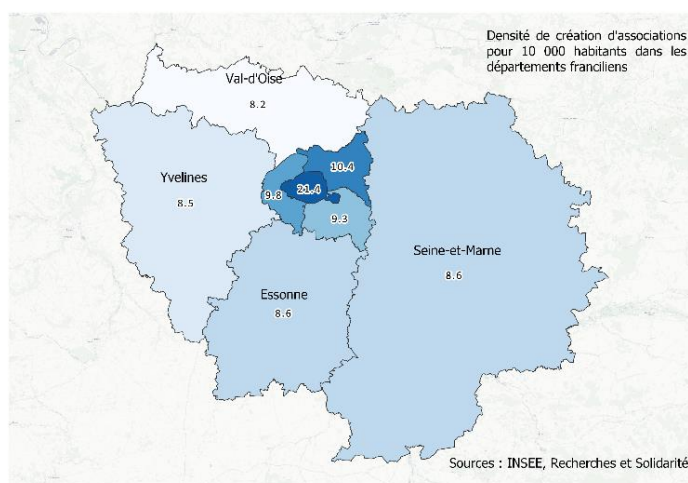 Densité de création d'associations
pour 10 000 habitants dans les
départements franciliens
Val-d'Oise
8.2
10.4
Yvelines
9.8
21.4
8.5
9.3
Seine-et-Marne
8.6
Essonne
8.6
Sources : INSEE, Recherches et Solidarité